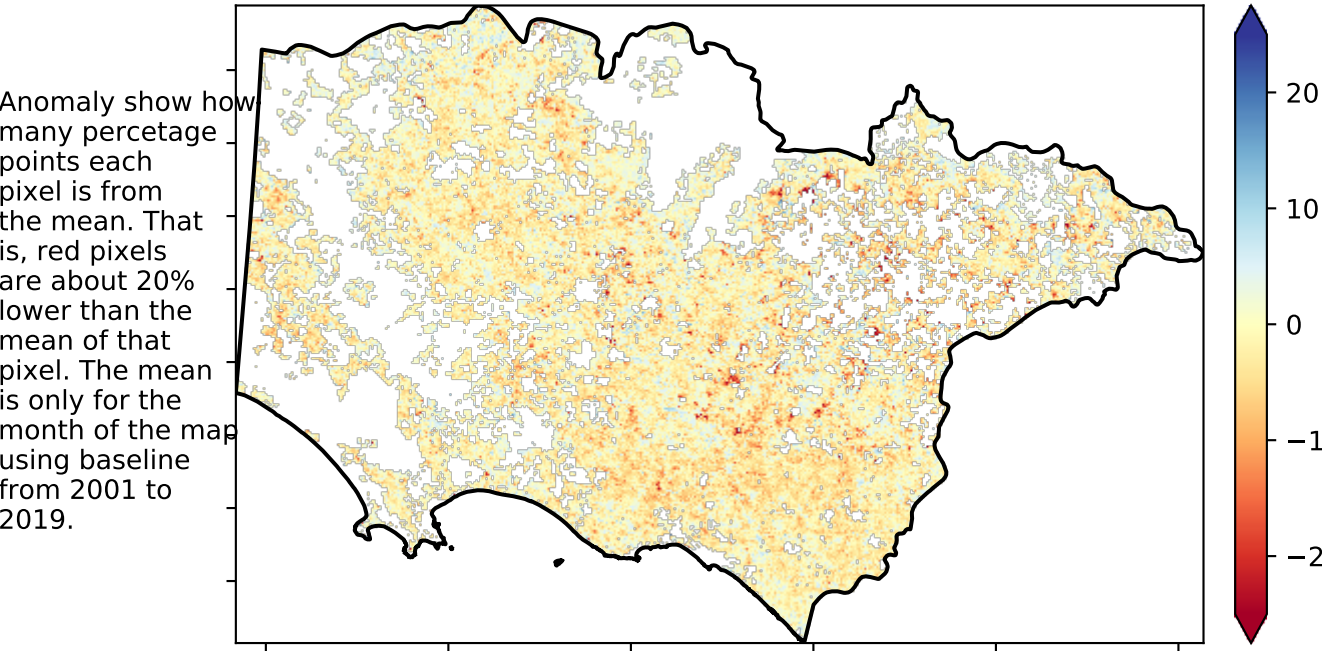 Anomaly show how
many percetage
points each
pixel is from
the mean. That
is, red pixels
are about 20%
lower than the
mean of that
pixel. The mean
is only for the
month of the map
using baseline
from 2001 to
2019.
20
10
0
−1
−2